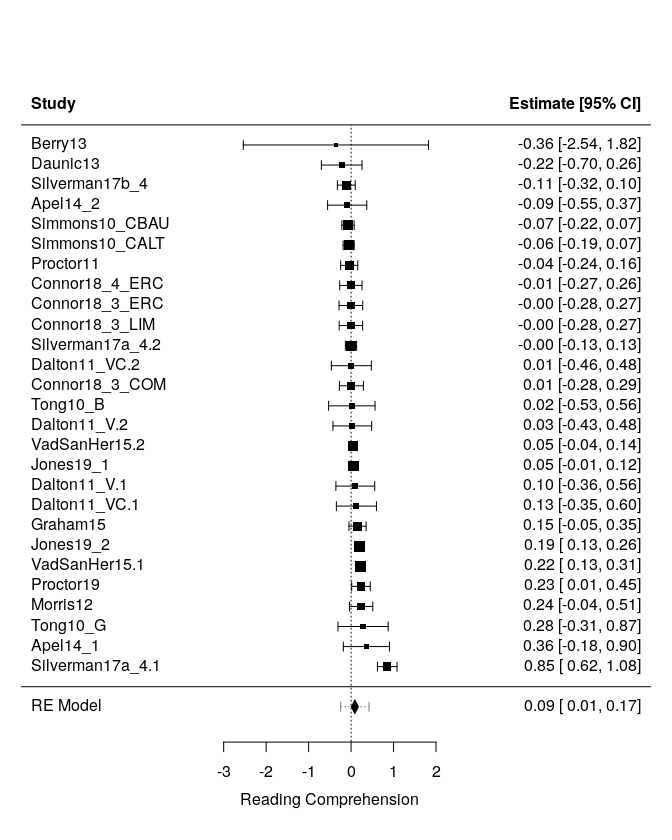 Study Estimate [95% CI]
Berry13 -0.36 [-2.54, 1.82]
Daunic13 -0.22 [-0.70, 0.26]
Silverman17b_4 -0.11 [-0.32, 0.10]
Apel14_2 -0.09 [-0.55, 0.37]
Simmons10_CBAU -0.07 [-0.22, 0.07]
Simmons10_CALT -0.06 [-0.19, 0.07]
Proctor11 -0.04 [-0.24, 0.16]
Connor18_4_ERC -0.01 [-0.27, 0.26]
Connor18_3_ERC -0.00 [-0.28, 0.27]
Connor18_3_LIM -0.00 [-0.28, 0.27]
Silverman17a_4.2 -0.00 [-0.13, 0.13]
Dalton11_VC.2 0.01 [-0.46, 0.48]
Connor18_3_COM 0.01 [-0.28, 0.29]
Tong10_B 0.02 [-0.53, 0.56]
Dalton11_V.2 0.03 [-0.43, 0.48]
VadSanHer15.2 0.05 [-0.04, 0.14]
Jones19_1 0.05 [-0.01, 0.12]
Dalton11_V.1 0.10 [-0.36, 0.56]
Dalton11_VC.1 0.13 [-0.35, 0.60]
Graham15 0.15 [-0.05, 0.35]
Jones19_2 0.19 [ 0.13, 0.26]
VadSanHer15.1 0.22 [ 0.13, 0.31]
Proctor19 0.23 [ 0.01, 0.45]
Morris12 0.24 [-0.04, 0.51]
Tong10_G 0.28 [-0.31, 0.87]
Apel14_1 0.36 [-0.18, 0.90]
Silverman17a_4.1 0.85 [ 0.62, 1.08]
RE Model 0.09 [ 0.01, 0.17]
-3 -2 -1 0 1 2
Reading Comprehension